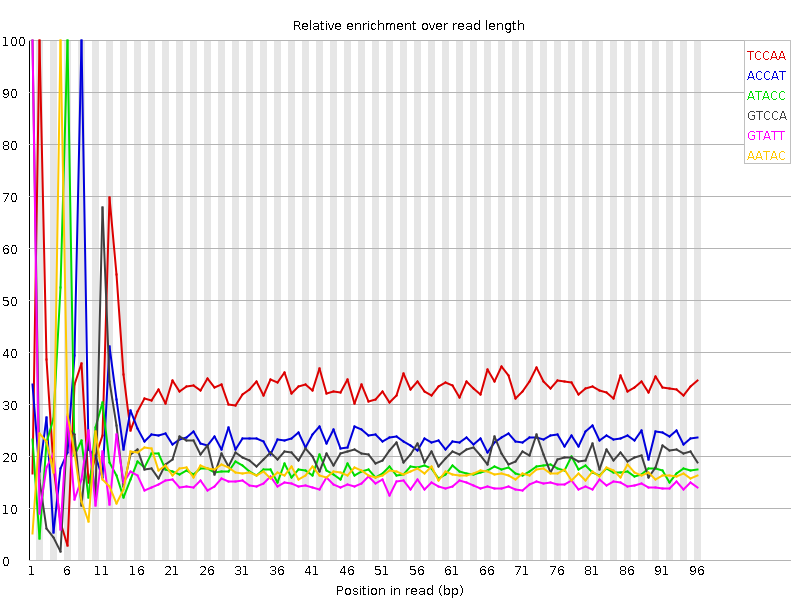 Relative enrichment over read length
100
90
80
70
60
50
40
30
20
10
0
TCCAA
ACCAT
ATACC
GTCCA
GTATT
AATAC
1 6 11 16 21 26 31 36 41 46 51 56 61 66 71 76 81 86 91 96
Position in read (bp)